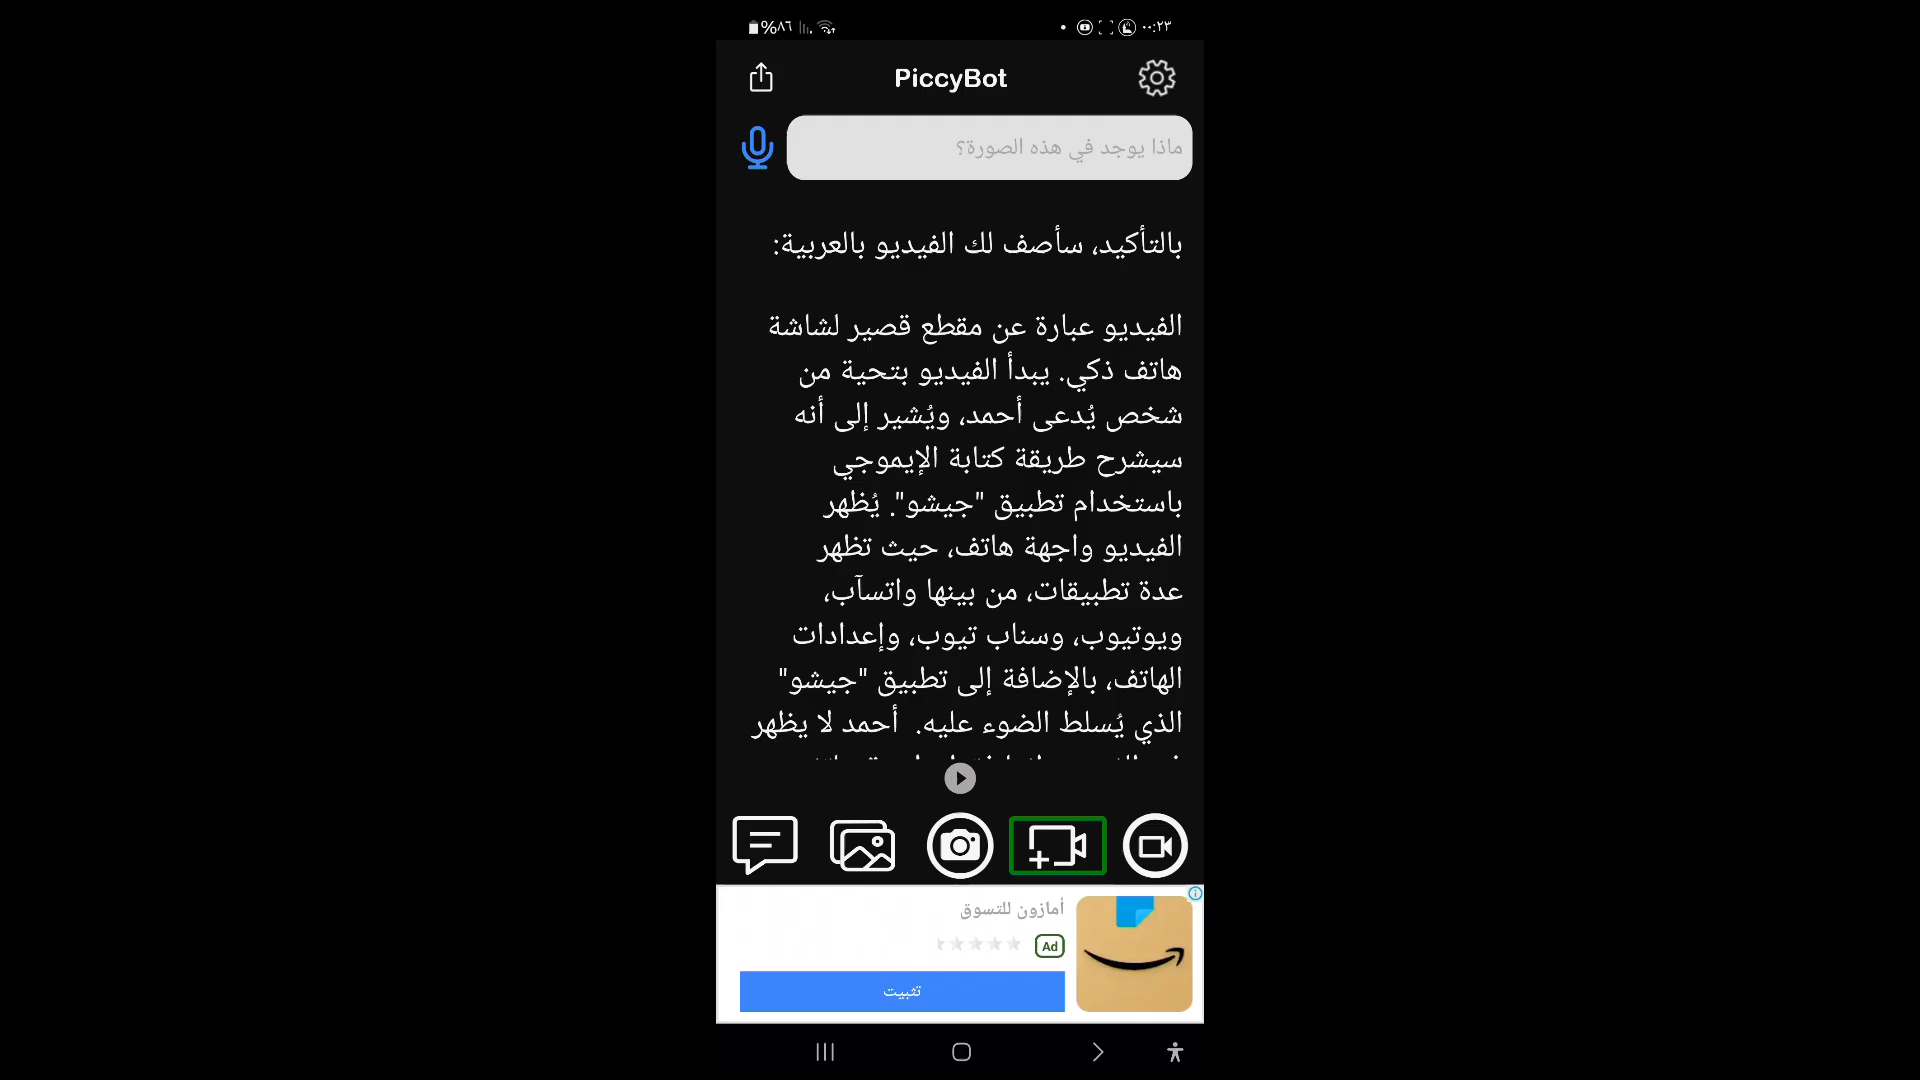 ٠٠:٢٣
%٨٦
PiccyBot
ماذا يوجد في هذه الصورة؟
بالتأكيد، سأصف لك الفيديو بالعربية:
الفيديو عبارة عن مقطع قصير لشاشة
هاتف ذكي. يبدأ الفيديو بتحية من
شخص يُدعى أحمد، ويُشير إلى أنه
سيشرح طريقة كتابة الإيموجي
باستخدام تطبيق "جيشو". يُظهر
الفيديو واجهة هاتف، حيث تظهر
عدة تطبيقات، من بينها واتسآب،
ويوتيوب، وسناب تيوب، وإعدادات
الهاتف، بالإضافة إلى تطبيق "جيشو"
الذي يُسلط الضوء عليه. أحمد لا يظهر
أمازون للتسوق
Ad
تثبيت